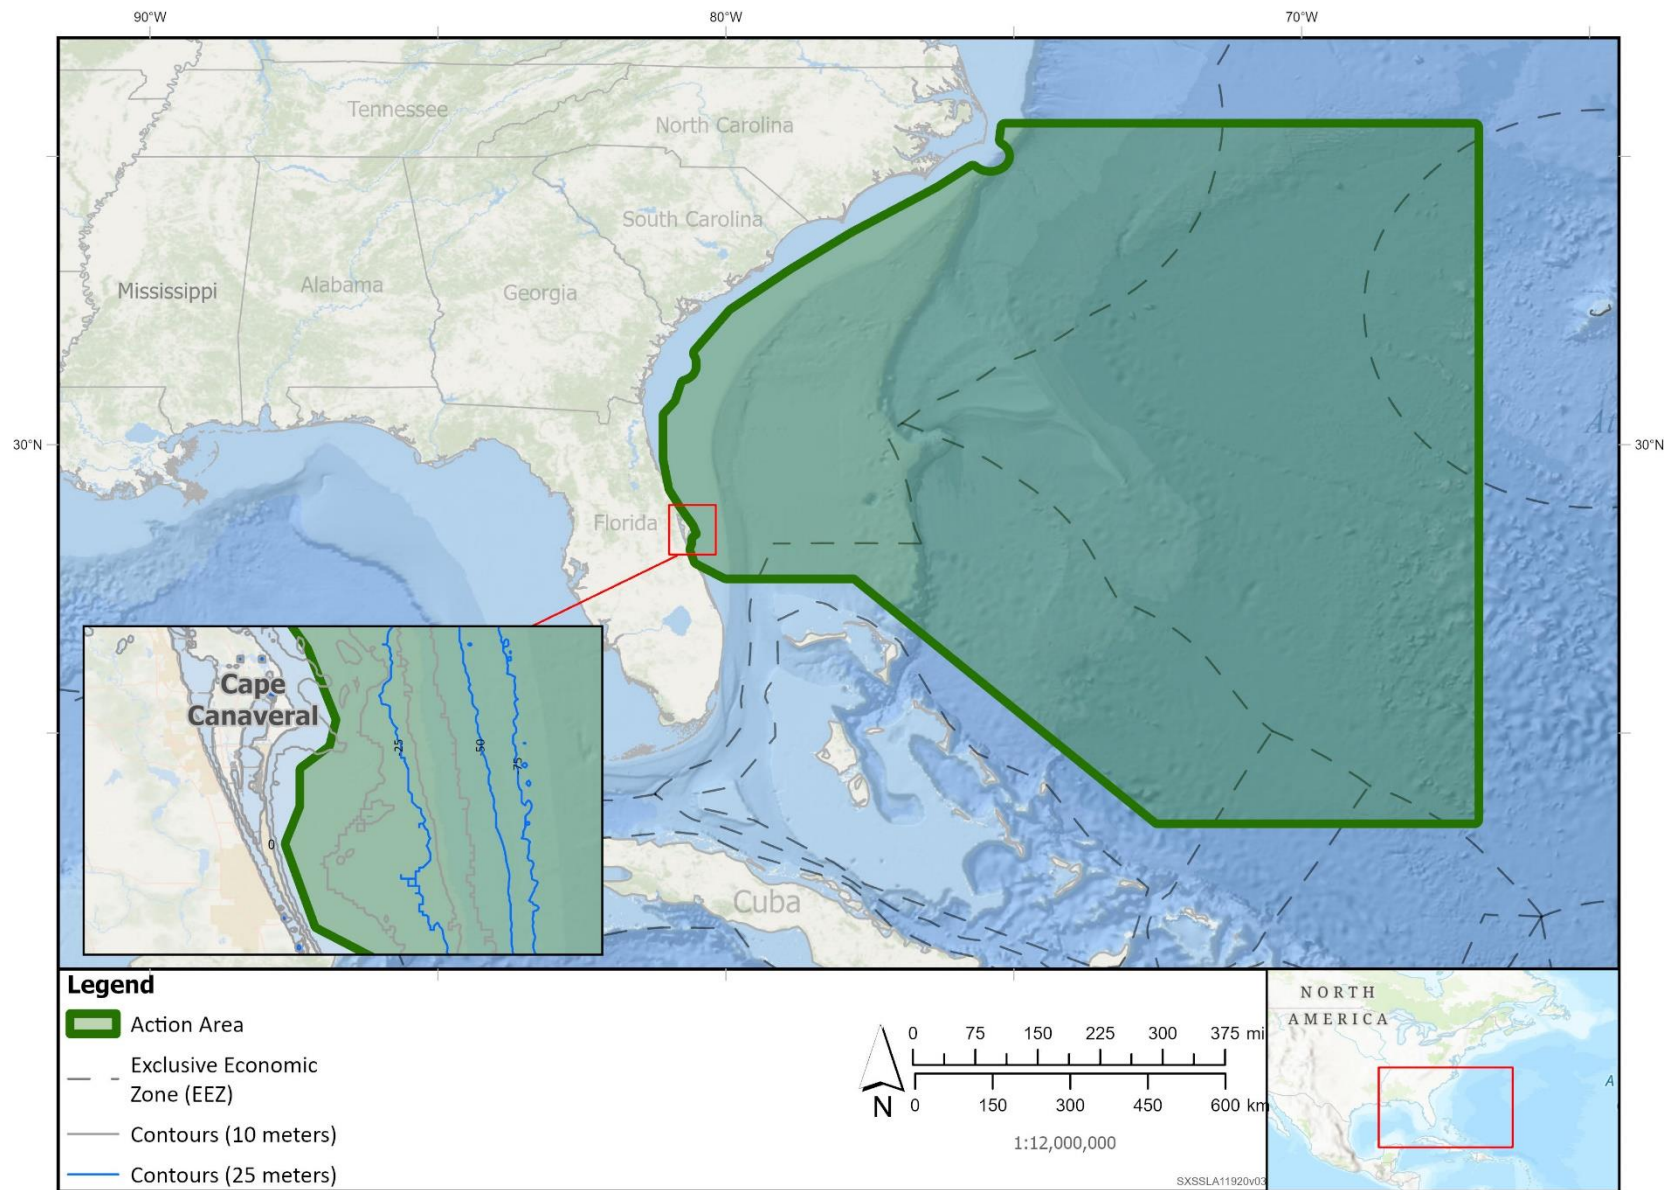 90°W
80°W
70°W
Tennessee
North Carolina
South Carolina
Mississippi
Alabama
Georgia
30°N
30°N
Florida
Cape
Canaveral
-25
-50
-75
0
Cuba
Legend
Action Area
Exclusive Economic
Zone (EEZ)
Contours (10 meters)
Contours (25 meters)
N
0 75 150 225 300 375 mi
0 150 300 450 600 km
1:12,000,000
SXSSLA11920v03
NORTH
AMERICA
A